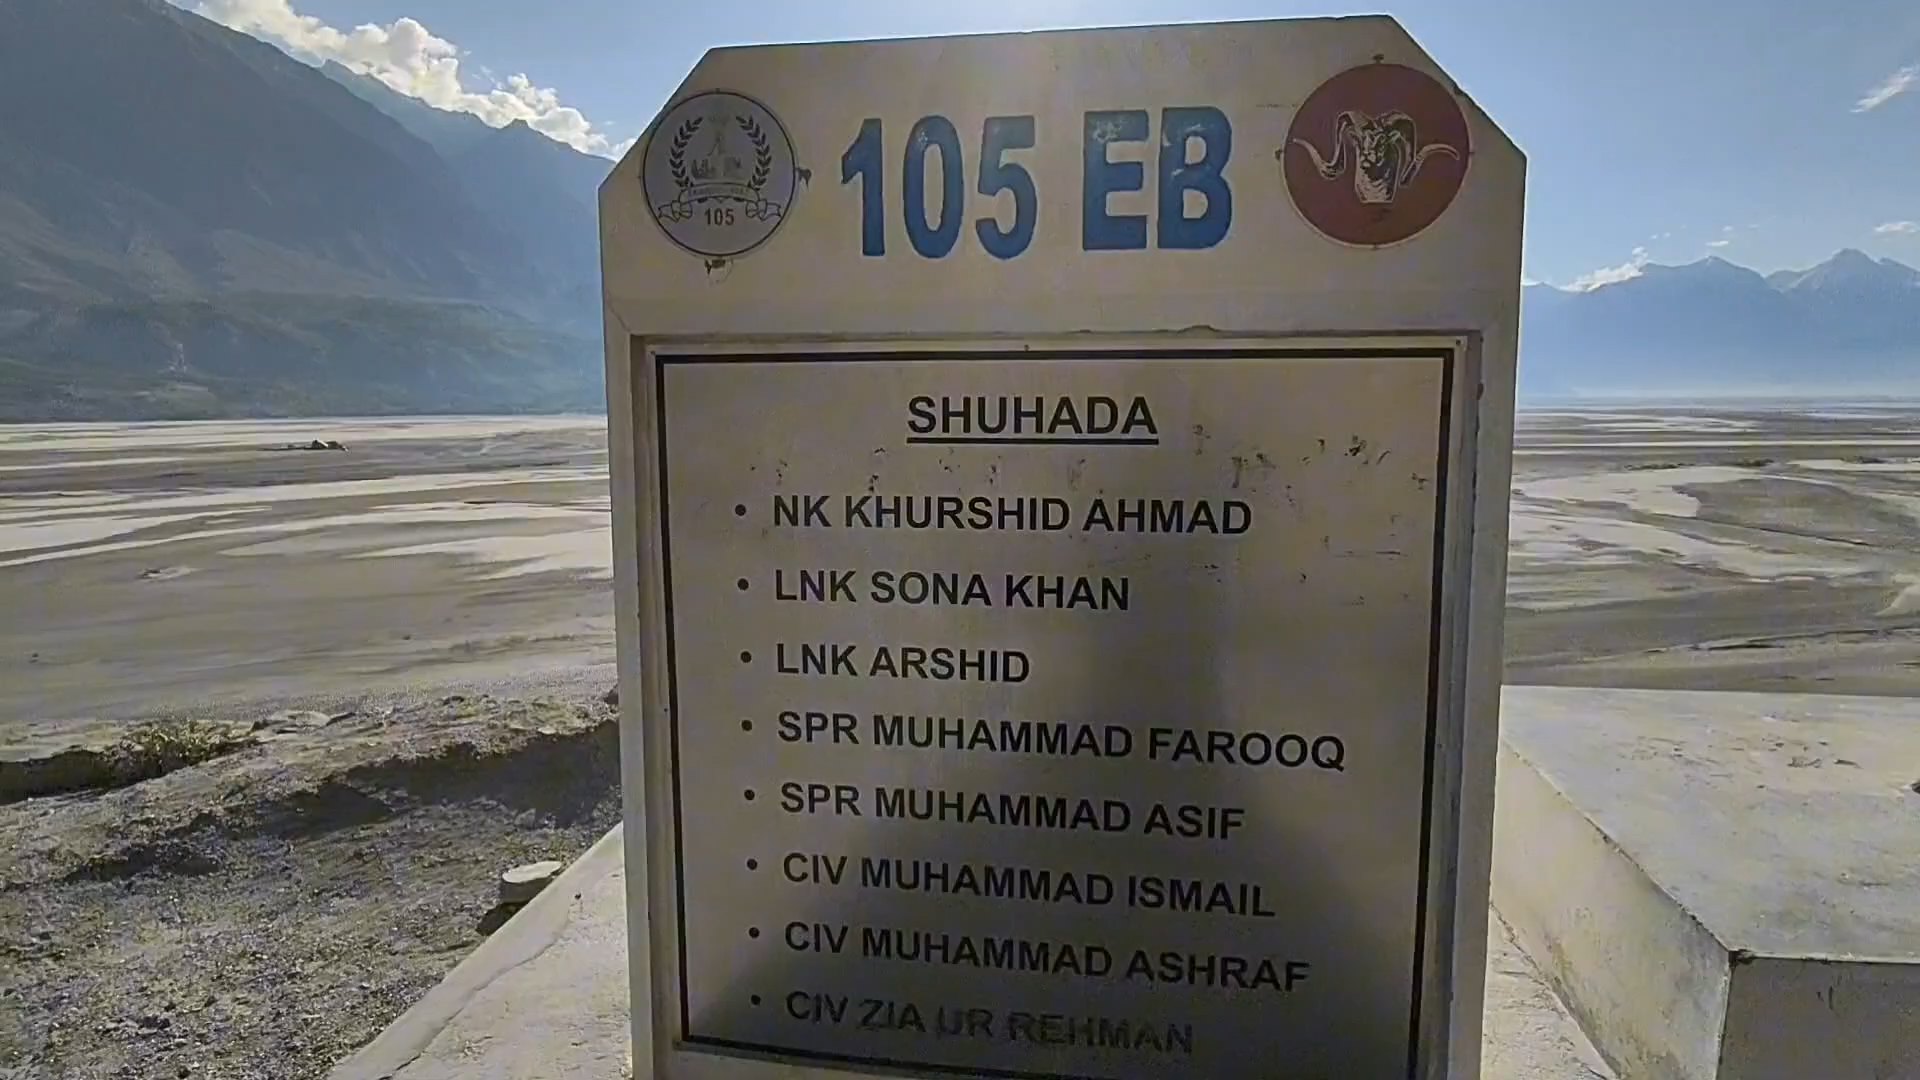 105 EB
105
SHUHADA
• NK KHURSHID AHMAD
• LNK SONA KHAN
• LNK ARSHID
• SPR MUHAMMAD FAROOQ
• SPR MUHAMMAD ASIF
• CIV MUHAMMAD ISMAIL
• CIV MUHAMMAD ASHRAF
• CIV ZIA UR REHMAN